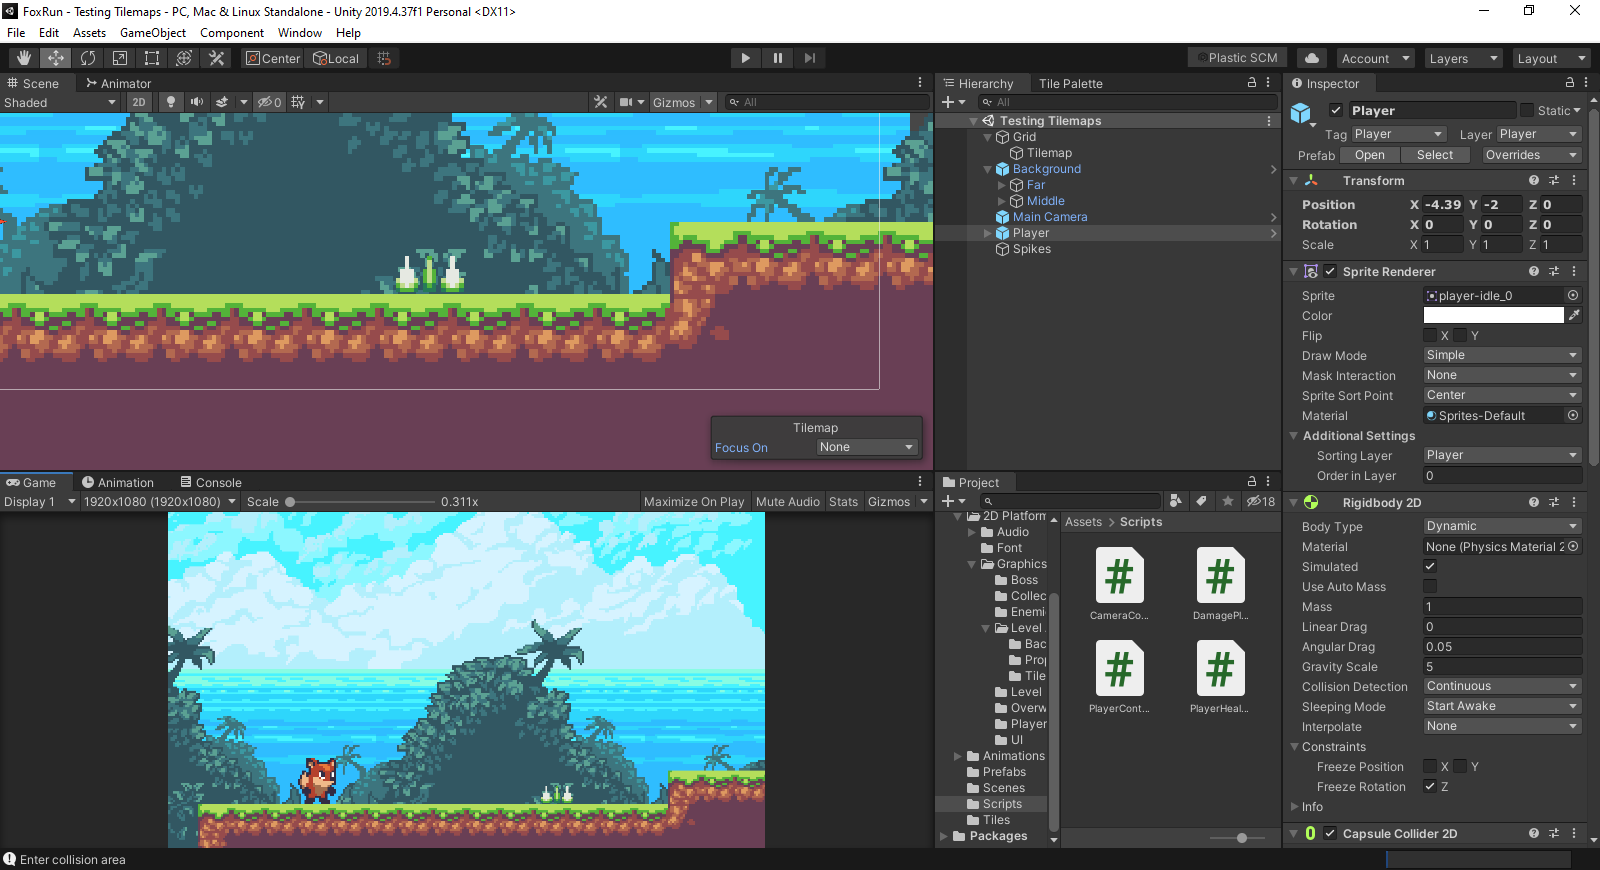 FoxRun - Testing Tilemaps - PC, Mac & Linux Standalone - Unity 2019.4.37f1 Personal <DX11>
File Edit Assets GameObject Component Window Help
Center Local Plastic SCM Account Layers Layout
Scene Animator
Shaded 2D 0 Gizmos All
Tilemap
Focus On None
Game Animation Console
Display 1 1920x1080 (1920x1080) Scale 0.311x Maximize On Play Mute Audio Stats Gizmos
Hierarchy Tile Palette
All
Testing Tilemaps
Grid
Tilemap
Background
Far
Middle
Main Camera
Player
Spikes
Project
18
2D Platforn
Audio
Font
Graphics
Boss
Collec
Enemi
Level
Bac
Pro
Tile
Level
Overw
Player
UI
Animations
Prefabs
Scenes
Scripts
Tiles
Packages
Assets > Scripts
CameraCo... DamagePl...
PlayerCont... PlayerHeal...
Inspector
Player Static
Tag Player Layer Player
Prefab Open Select Overrides
Transform
Position X -4.39 Y -2 Z 0
Rotation X 0 Y 0 Z 0
Scale X 1 Y 1 Z 1
Sprite Renderer
Sprite player-idle_0
Color
Flip X Y
Draw Mode Simple
Mask Interaction None
Sprite Sort Point Center
Material Sprites-Default
Additional Settings
Sorting Layer Player
Order in Layer 0
Rigidbody 2D
Body Type Dynamic
Material None (Physics Material 2
Simulated
Use Auto Mass
Mass 1
Linear Drag 0
Angular Drag 0.05
Gravity Scale 5
Collision Detection Continuous
Sleeping Mode Start Awake
Interpolate None
Constraints
Freeze Position X Y
Freeze Rotation Z
Info
Capsule Collider 2D
Enter collision area